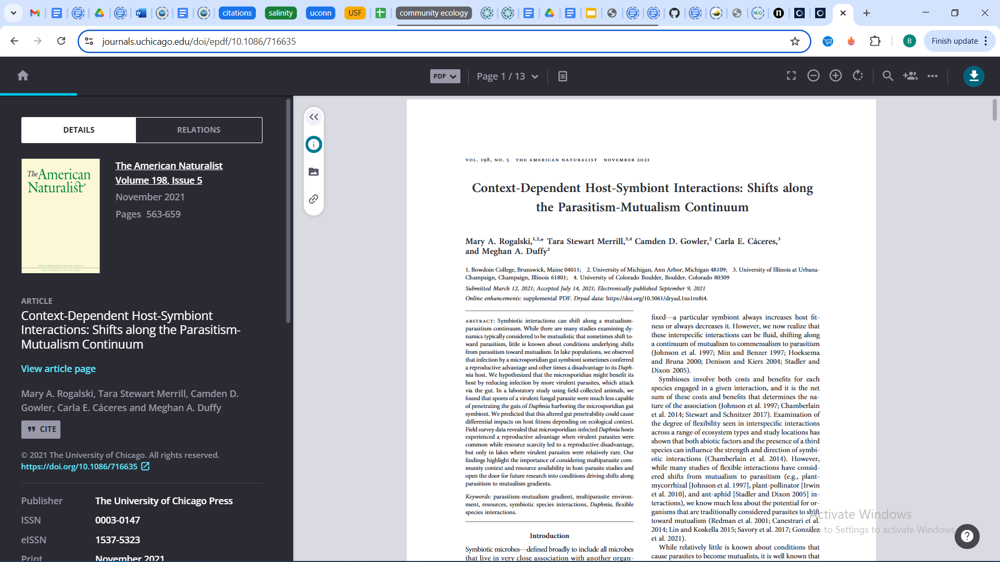 citations
salinity
uconn
USF
community ecology
journals.uchicago.edu/doi/epdf/10.1086/716635
B
Finish update
PDF
Page 1 / 13
DETAILS
RELATIONS
The American
Naturalist
The American Naturalist
Volume 198, Issue 5
November 2021
Pages 563-659
ARTICLE
Context-Dependent Host-Symbiont
Interactions: Shifts along the Parasitism-
Mutualism Continuum
View article page
Mary A. Rogalski, Tara Stewart Merrill, Camden D.
Gowler, Carla E. Cáceres and Meghan A. Duffy
CITE
© 2021 The University of Chicago. All rights reserved.
https://doi.org/10.1086/716635
Publisher The University of Chicago Press
ISSN 0003-0147
eISSN 1537-5323
Print November 2021
VOL. 198, NO. 5 THE AMERICAN NATURALIST NOVEMBER 2021
Context-Dependent Host-Symbiont Interactions: Shifts along
the Parasitism-Mutualism Continuum
Mary A. Rogalski,1,2,* Tara Stewart Merrill,3,4 Camden D. Gowler,2 Carla E. Cáceres,3
and Meghan A. Duffy2
1. Bowdoin College, Brunswick, Maine 04011; 2. University of Michigan, Ann Arbor, Michigan 48109; 3. University of Illinois at Urbana-
Champaign, Champaign, Illinois 61801; 4. University of Colorado Boulder, Boulder, Colorado 80309
Submitted March 12, 2021; Accepted July 14, 2021; Electronically published September 9, 2021
Online enhancements: supplemental PDF. Dryad data: https://doi.org/10.5061/dryad.1ns1rn8t4.
ABSTRACT: Symbiotic interactions can shift along a mutualism-
parasitism continuum. While there are many studies examining dy-
namics typically considered to be mutualistic that sometimes shift to-
ward parasitism, little is known about conditions underlying shifts
from parasitism toward mutualism. In lake populations, we observed
that infection by a microsporidian gut symbiont sometimes conferred
a reproductive advantage and other times a disadvantage to its Daph-
nia host. We hypothesized that the microsporidian might benefit its
host by reducing infection by more virulent parasites, which attack
via the gut. In a laboratory study using field-collected animals, we
found that spores of a virulent fungal parasite were much less capable
of penetrating the guts of Daphnia harboring the microsporidian gut
symbiont. We predicted that this altered gut penetrability could cause
differential impacts on host fitness depending on ecological context.
Field survey data revealed that microsporidian-infected Daphnia hosts
experienced a reproductive advantage when virulent parasites were
common while resource scarcity led to a reproductive disadvantage,
but only in lakes where virulent parasites were relatively rare. Our
findings highlight the importance of considering multiparasite com-
munity context and resource availability in host-parasite studies and
open the door for future research into conditions driving shifts along
parasitism to mutualism gradients.
Keywords: parasitism-mutualism gradient, multiparasite environ-
ment, resources, symbiotic species interactions, Daphnia, flexible
species interactions.
Introduction
Symbiotic microbes—defined broadly to include all microbes
that live in very close association with another organ-
fixed—a particular symbiont always increases host fit-
ness or always decreases it. However, we now realize that
these interspecific interactions can be fluid, shifting along
a continuum of mutualism to commensalism to parasitism
(Johnson et al. 1997; Min and Benzer 1997; Hoeksema
and Bruna 2000; Denison and Kiers 2004; Stadler and
Dixon 2005).
Symbioses involve both costs and benefits for each
species engaged in a given interaction, and it is the net
sum of these costs and benefits that determines the na-
ture of the association (Johnson et al. 1997; Chamberlain
et al. 2014; Stewart and Schnitzer 2017). Examination of
the degree of flexibility seen in interspecific interactions
across a range of ecosystem types and study locations has
shown that both abiotic factors and the presence of a third
species can influence the strength and direction of symbi-
otic interactions (Chamberlain et al. 2014). However,
while many studies of flexible interactions have consid-
ered shifts from mutualism to parasitism (e.g., plant-
mycorrhizal [Johnson et al. 1997], plant-pollinator [Irwin
et al. 2010], and ant-aphid [Stadler and Dixon 2005] in-
teractions), we know much less about the potential for or-
ganisms that are traditionally considered parasites to shift
toward mutualism (Redman et al. 2001; Canestrari et al.
2014; Lin and Koskella 2015; Savory et al. 2017; González
et al. 2021).
While relatively little is known about conditions that
cause parasites to become mutualists, it is well known that
Activate Windows
Go to Settings to activate Windows.